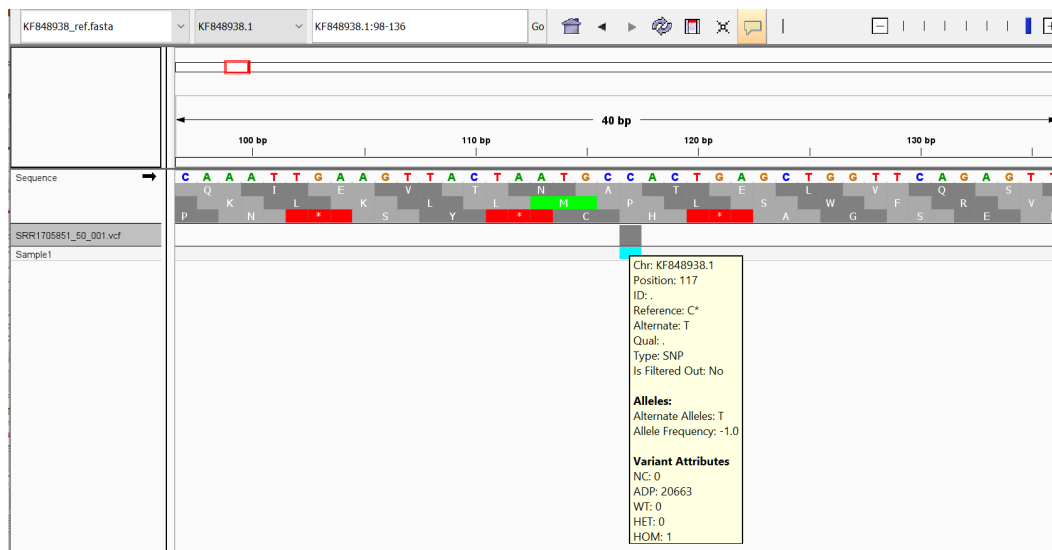 KF848938_ref.fasta KF848938.1 KF848938.1:98-136 Go
40 bp
100 bp 110 bp 120 bp 130 bp
Sequence C A A A T T G A A G T T A C T A A T G C C A C T G A G C T G G T T C A G A G T T
Q I E V T N A T E L V Q S
K L K L L M P L S W F R V
P N * S Y * C H * A G S E
SRR1705851_50_001.vcf
Sample1
Chr: KF848938.1
Position: 117
ID: .
Reference: C*
Alternate: T
Qual: .
Type: SNP
Is Filtered Out: No
Alleles:
Alternate Alleles: T
Allele Frequency: -1.0
Variant Attributes
NC: 0
ADP: 20663
WT: 0
HET: 0
HOM: 1